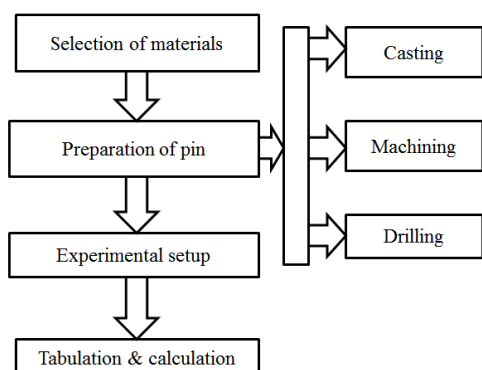 Selection of materials
Preparation of pin
Experimental setup
Tabulation & calculation
Casting
Machining
Drilling